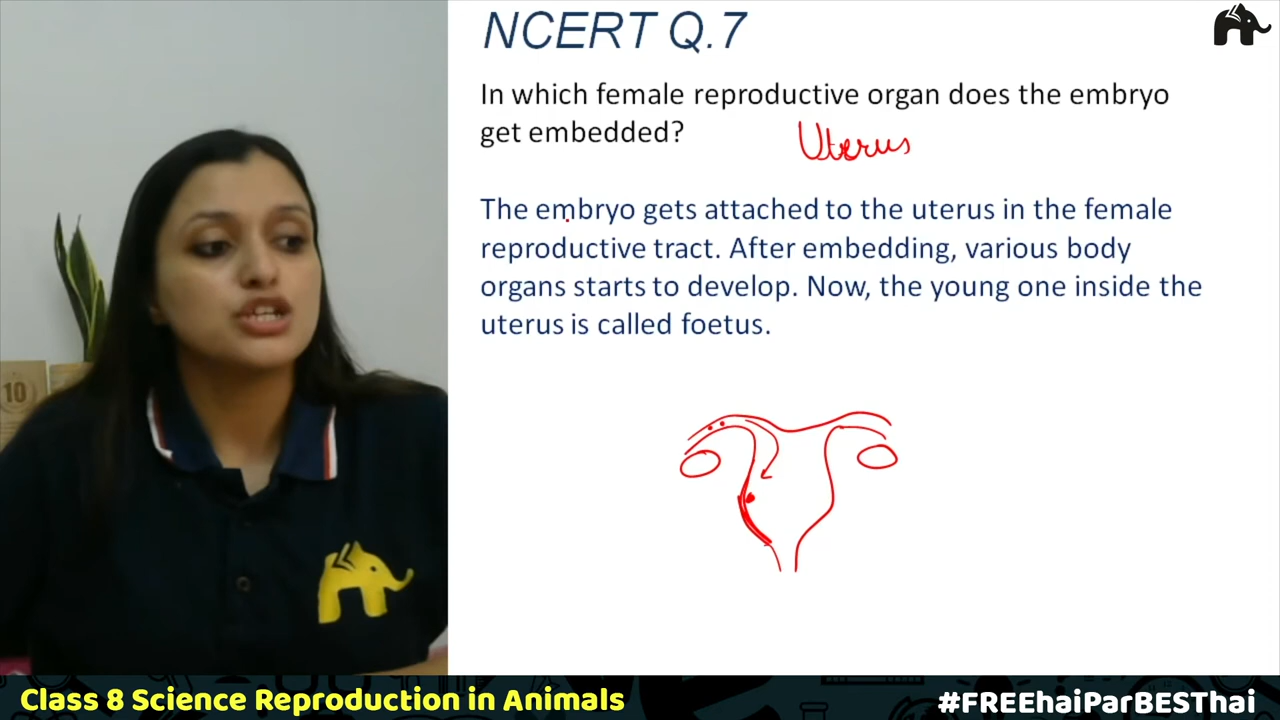 NCERT Q.7
In which female reproductive organ does the embryo
get embedded?
Uterus
The embryo gets attached to the uterus in the female
reproductive tract. After embedding, various body
organs starts to develop. Now, the young one inside the
uterus is called foetus.
10
Class 8 Science Reproduction in Animals
#FREEhaiParBESThai